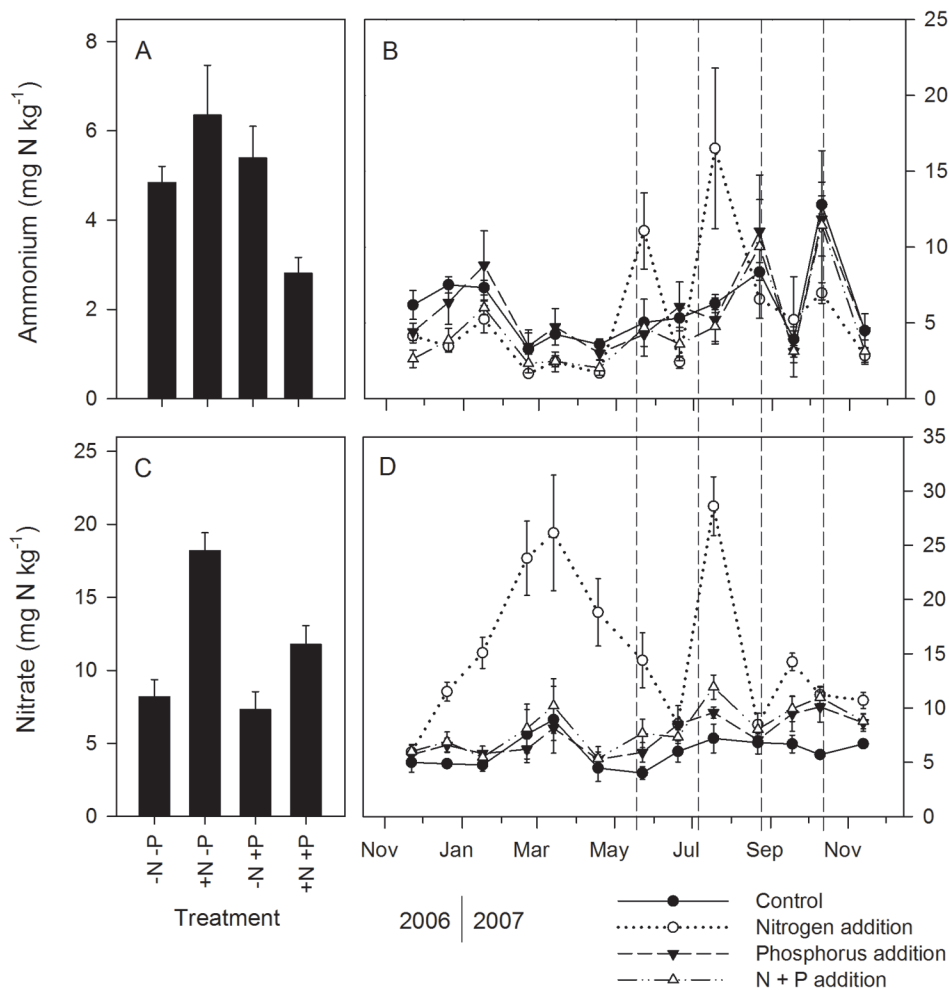 A
B
Ammonium (mg N kg-1)
8
6
4
2
0
25
20
15
10
5
0
C
D
Nitrate (mg N kg-1)
25
20
15
10
5
0
35
30
25
20
15
10
5
0
-N -P
+N -P
-N +P
+N +P
Treatment
Nov Jan Mar May Jul Sep Nov
2006 | 2007
Control
Nitrogen addition
Phosphorus addition
N + P addition